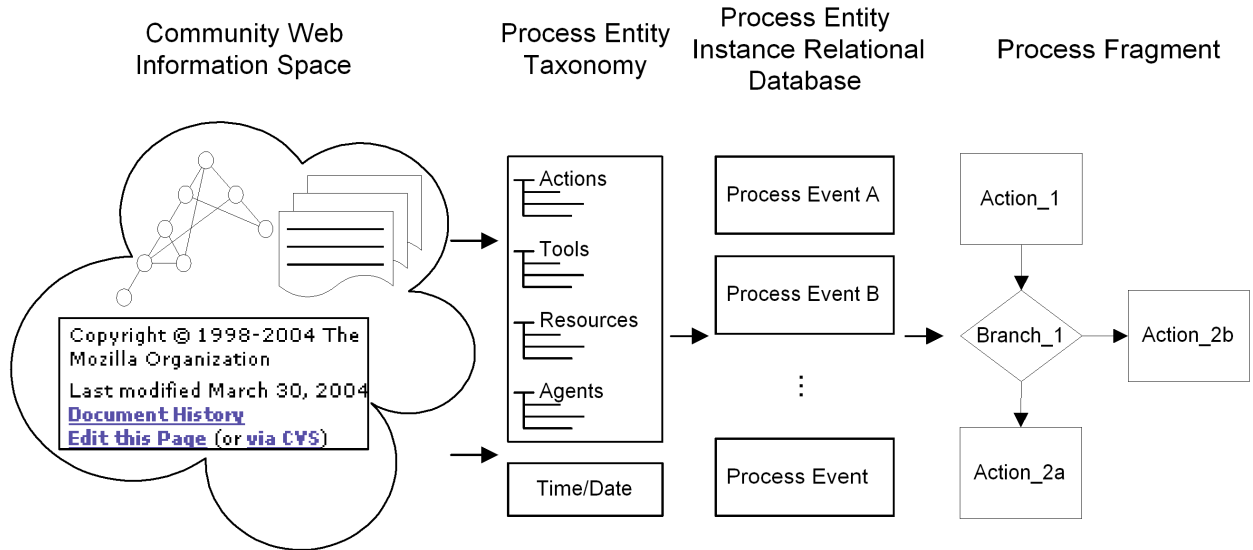 Community Web
Information Space
Process Entity
Taxonomy
Process Entity
Instance Relational
Database
Process Fragment
Copyright © 1998-2004 The
Mozilla Organization
Last modified March 30, 2004
Document History
Edit this Page (or via CVS)
Actions
Tools
Resources
Agents
Time/Date
Process Event A
Process Event B
⋮
Process Event
Action_1
Branch_1
Action_2b
Action_2a